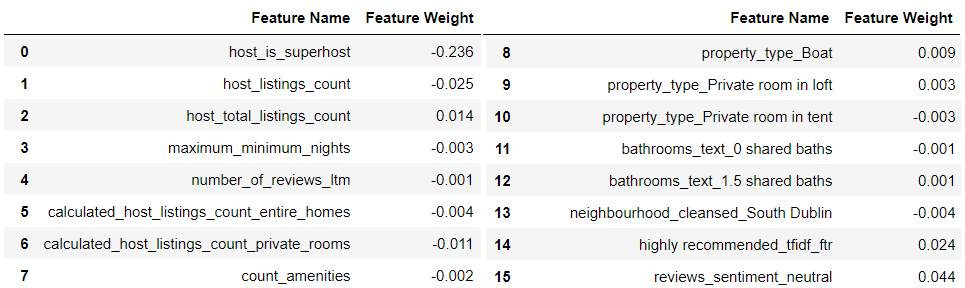 Feature Name Feature Weight
0 host_is_superhost -0.236
1 host_listings_count -0.025
2 host_total_listings_count 0.014
3 maximum_minimum_nights -0.003
4 number_of_reviews_ltm -0.001
5 calculated_host_listings_count_entire_homes -0.004
6 calculated_host_listings_count_private_rooms -0.011
7 count_amenities -0.002
Feature Name Feature Weight
8 property_type_Boat 0.009
9 property_type_Private room in loft 0.003
10 property_type_Private room in tent -0.003
11 bathrooms_text_0 shared baths -0.001
12 bathrooms_text_1.5 shared baths 0.001
13 neighbourhood_cleansed_South Dublin -0.004
14 highly recommended_tfidf_ftr 0.024
15 reviews_sentiment_neutral 0.044